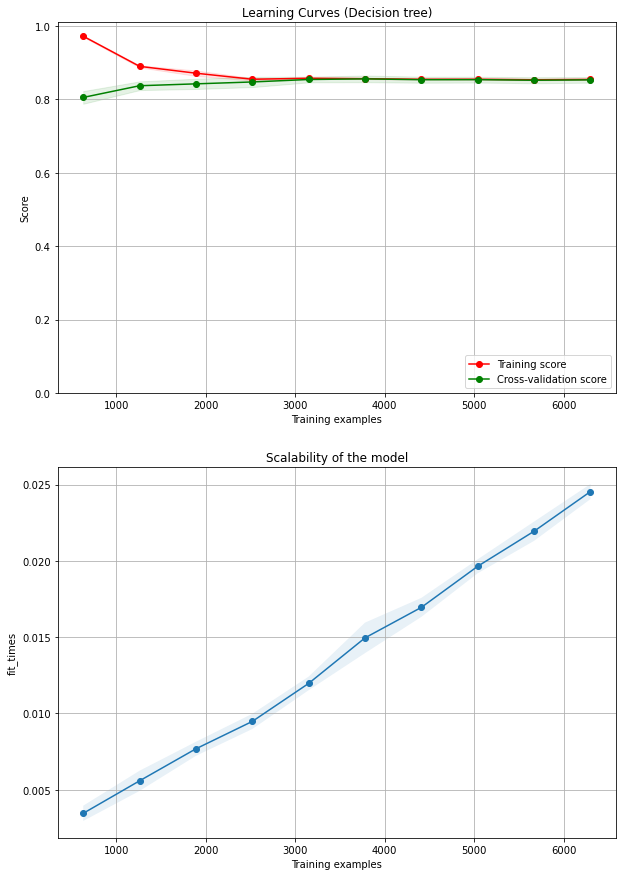 Learning Curves (Decision tree)
1.0
0.8
0.6
0.4
0.2
0.0
Score
Training score
Cross-validation score
1000 2000 3000 4000 5000 6000
Training examples
Scalability of the model
0.025
0.020
0.015
0.010
0.005
fit_times
1000 2000 3000 4000 5000 6000
Training examples